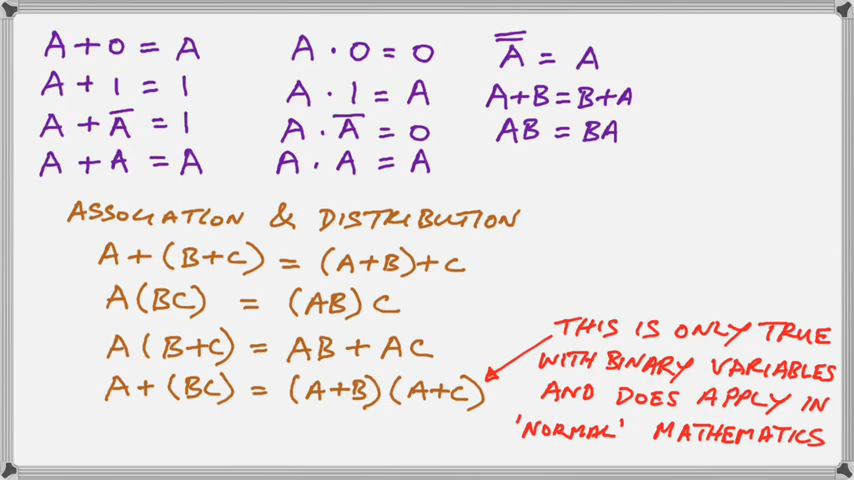 A + 0 = A
A + 1 = 1
A + A̅ = 1
A + A = A
A · 0 = 0
A · 1 = A
A · A̅ = 0
A · A = A
A̿ = A
A+B = B+A
AB = BA
ASSOCIATION & DISTRIBUTION
A + (B+C) = (A+B)+C
A(BC) = (AB)C
A(B+C) = AB + AC
A + (BC) = (A+B)(A+C)
THIS IS ONLY TRUE
WITH BINARY VARIABLES
AND DOES APPLY IN
'NORMAL' MATHEMATICS